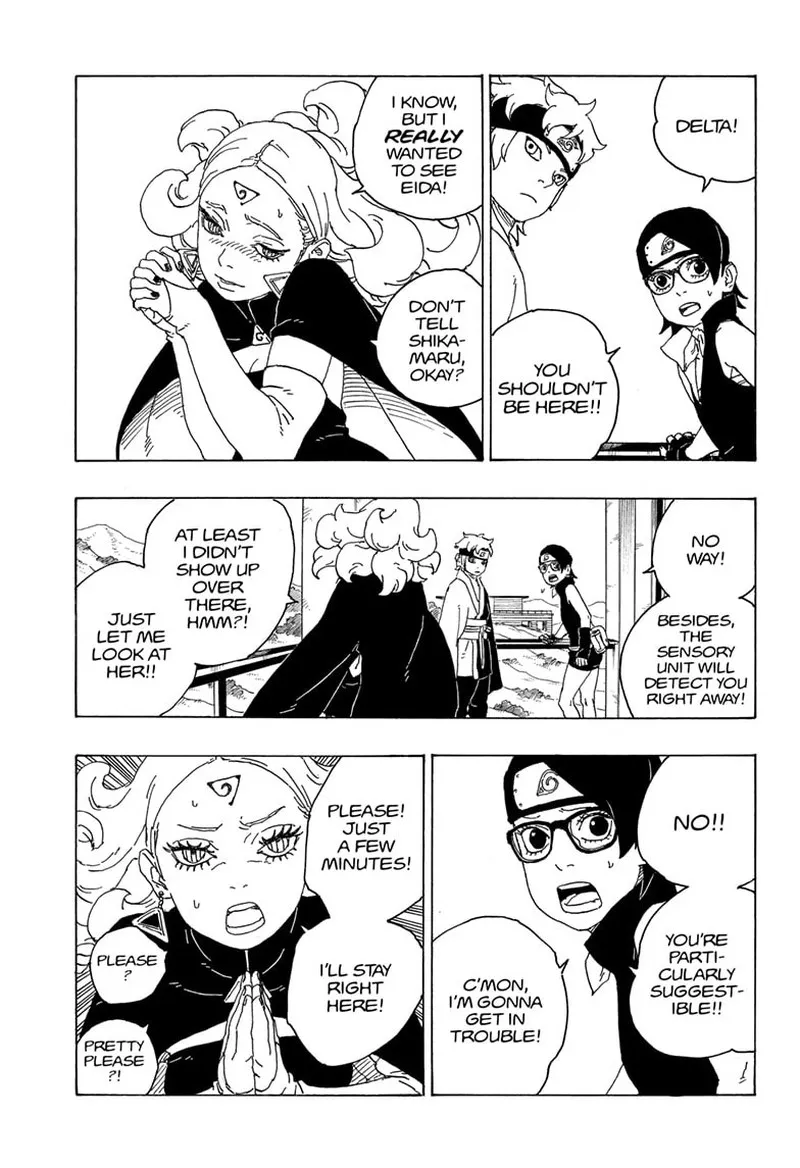 DELTA!
YOU
SHOULDN'T
BE HERE!!
I KNOW,
BUT I
REALLY
WANTED
TO SEE
EIDA!
DON'T
TELL
SHIKA-
MARU,
OKAY?
NO
WAY!
BESIDES,
THE
SENSORY
UNIT WILL
DETECT YOU
RIGHT AWAY!
AT LEAST
I DIDN'T
SHOW UP
OVER
THERE,
HMM?!
JUST
LET ME
LOOK AT
HER!!
NO!!
YOU'RE
PARTI-
CULARLY
SUGGEST-
IBLE!!
C'MON,
I'M GONNA
GET IN
TROUBLE!
PLEASE!
JUST
A FEW
MINUTES!
I'LL STAY
RIGHT
HERE!
PLEASE
?
PRETTY
PLEASE
?!